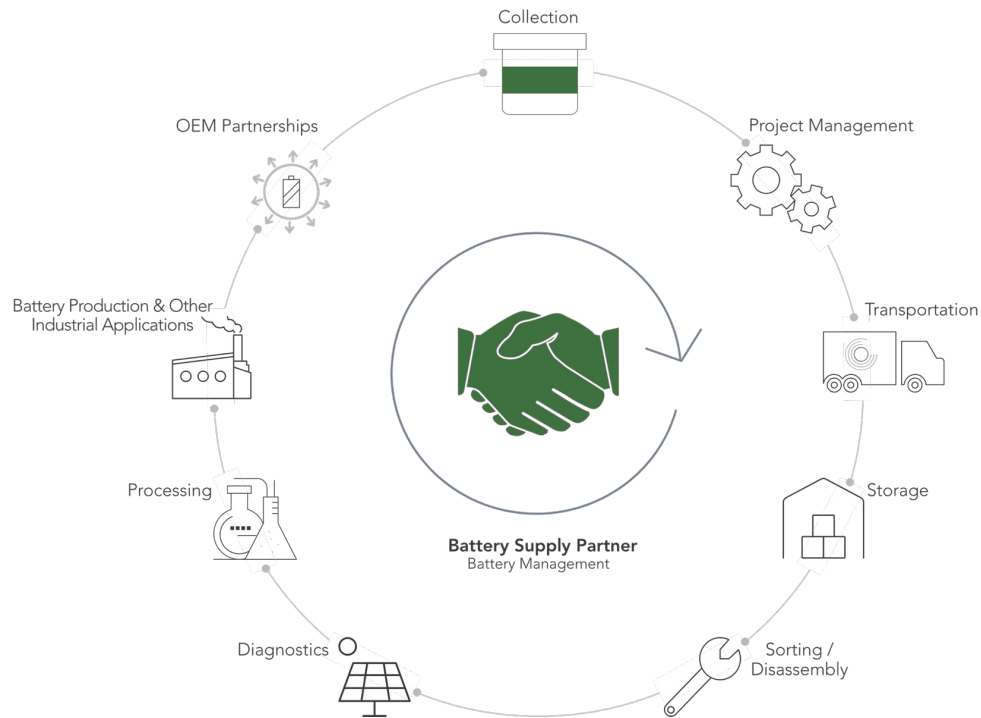 Collection
OEM Partnerships
Project Management
Battery Production & Other
Industrial Applications
Transportation
Processing
Storage
Battery Supply Partner
Battery Management
Diagnostics
Sorting /
Disassembly